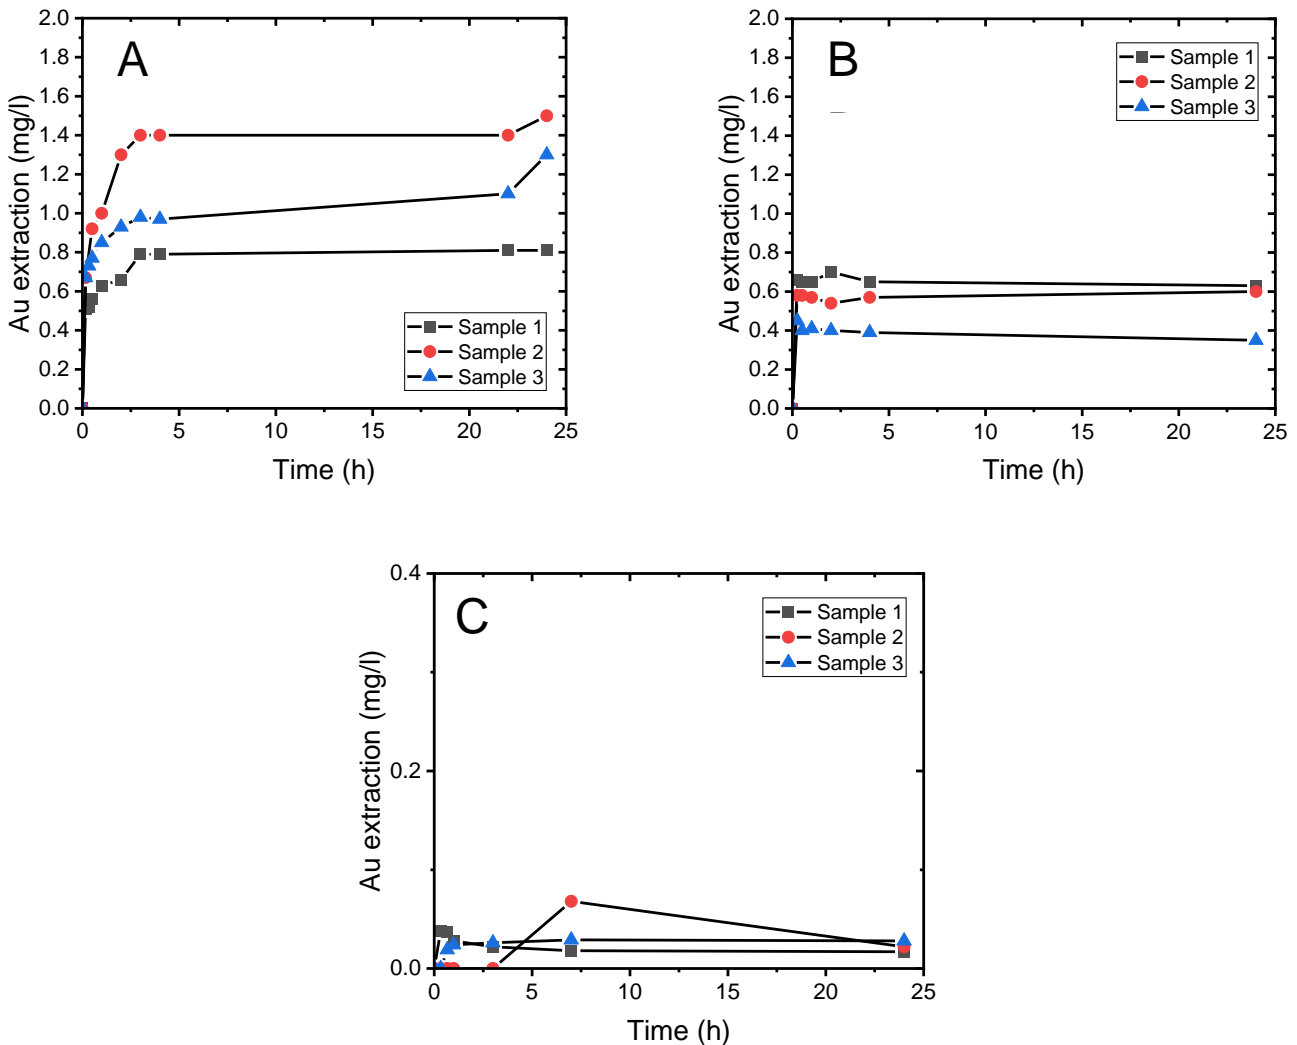 A
2.0
1.8
1.6
1.4
1.2
1.0
0.8
0.6
0.4
0.2
0.0
Au extraction (mg/l)
Sample 1
Sample 2
Sample 3
0 5 10 15 20 25
Time (h)
B
2.0
1.8
1.6
1.4
1.2
1.0
0.8
0.6
0.4
0.2
0.0
Au extraction (mg/l)
Sample 1
Sample 2
Sample 3
0 5 10 15 20 25
Time (h)
C
0.4
0.2
0.0
Au extraction (mg/l)
Sample 1
Sample 2
Sample 3
0 5 10 15 20 25
Time (h)